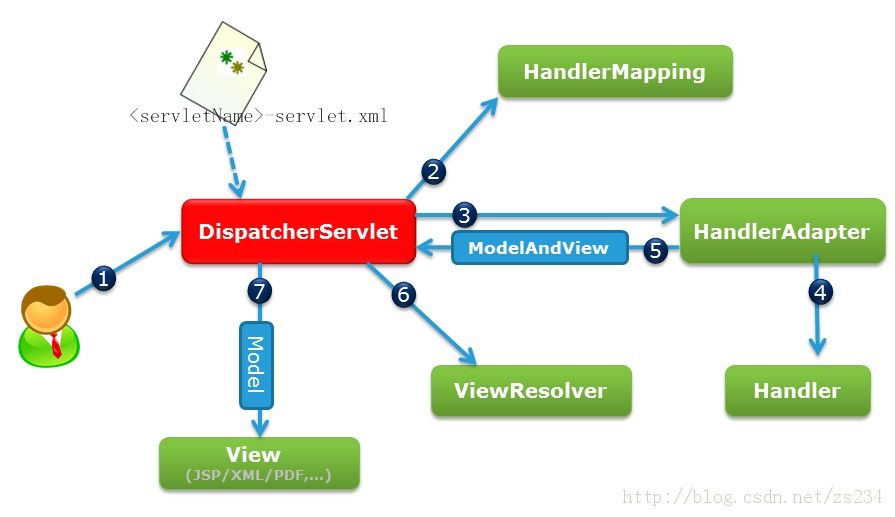 <servletName>-servlet.xml
HandlerMapping
2
DispatcherServlet
3
HandlerAdapter
ModelAndView
5
1
7
6
4
Model
ViewResolver
Handler
View
(JSP/XML/PDF,...)
http://blog.csdn.net/zs234